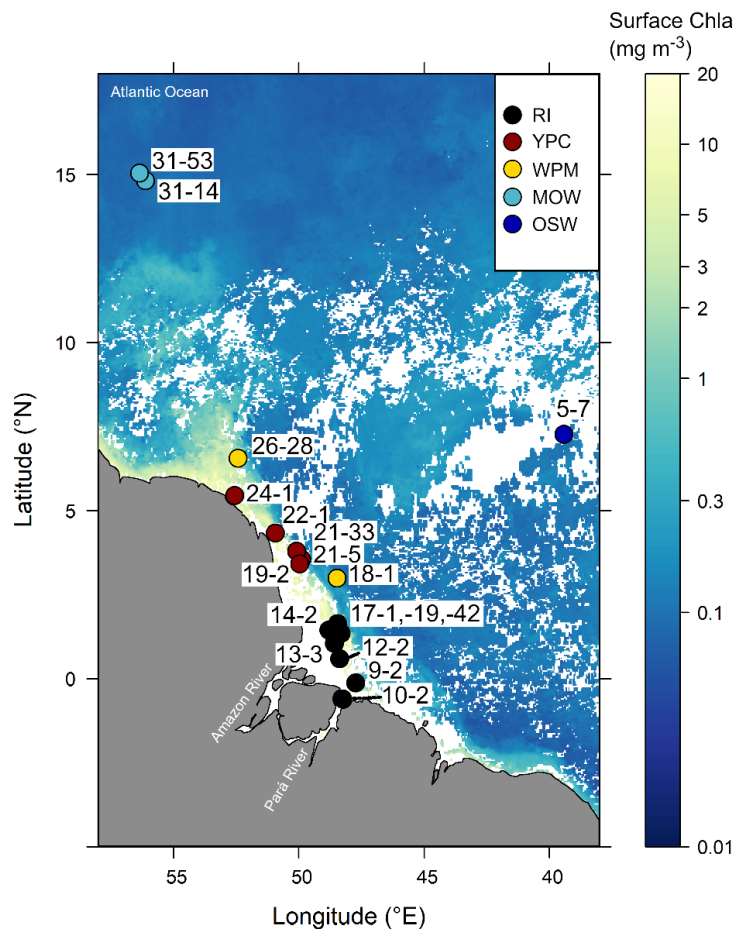 Surface Chla
(mg m-3)
Atlantic Ocean
RI
YPC
WPM
MOW
OSW
31-53
31-14
5-7
26-28
24-1
22-1
21-33
21-5
19-2
18-1
14-2
17-1,-19,-42
13-3
12-2
9-2
10-2
Amazon River
Pará River
15
10
5
0
Latitude (°N)
55
50
45
40
Longitude (°E)
20
10
5
3
2
1
0.3
0.1
0.01